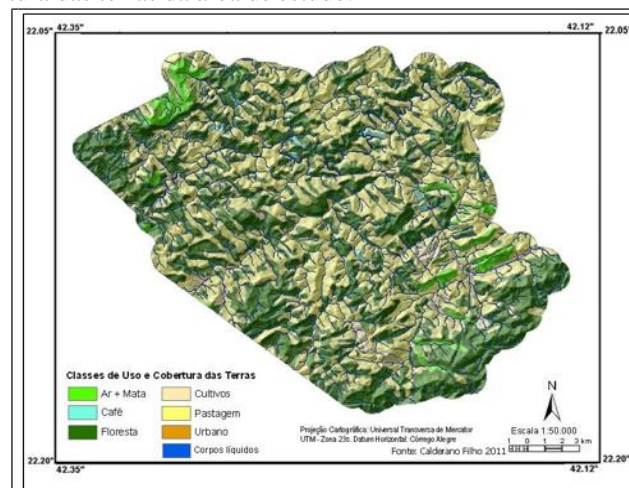 22.05° 42.35° 42.12° 22.05°
Classes de Uso e Cobertura das Terras
Ar + Mata
Café
Floresta
Cultivos
Pastagem
Urbano
Corpos líquidos
N
Projeção Cartográfica: Universal Transversa de Mercator
UTM - Zona 23s. Datum Horizontal: Córrego Alegre
Escala 1:50.000
1 0 1 2 3 km
Fonte: Calderano Filho 2011
22.20° 42.35° 42.12° 22.20°